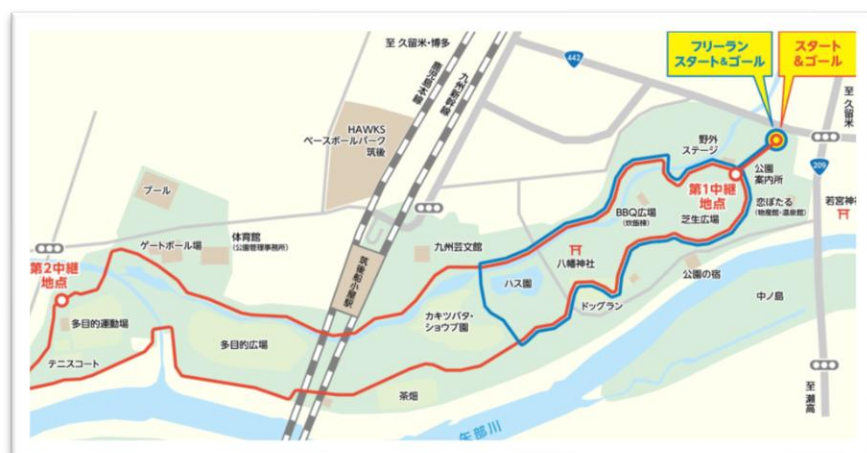 至 久留米・博多
鹿児島本線
九州新幹線
442
フリーラン
スタート&ゴール
スタート
&ゴール
至 久留米
HAWKS
ベースボールパーク
筑後
野外
ステージ
公園
案内所
209
プール
第1中継
地点
恋ぼたる
(物産館・温泉館)
若宮神社
BBQ広場
(炊飯棟)
芝生広場
ゲートボール場
体育館
(公園管理事務所)
九州芸文館
八幡神社
公園の宿
第2中継
地点
筑後船小屋駅
ハス園
中ノ島
多目的運動場
カキツバタ・
ショウブ園
ドッグラン
多目的広場
テニスコート
茶畑
至 瀬高
矢部川